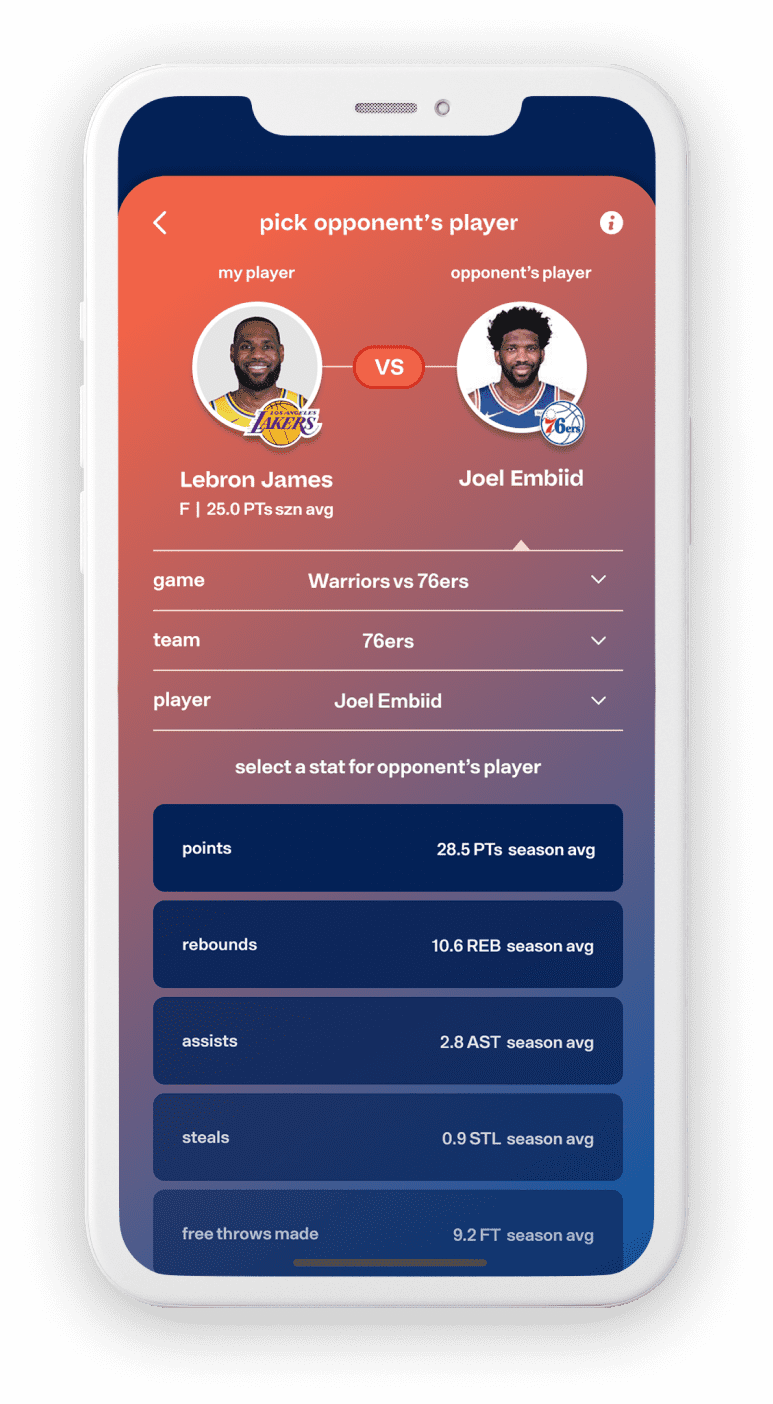 pick opponent's player
my player
opponent's player
VS
LOS ANGELES
LAKERS
76ers
Lebron James
Joel Embiid
F | 25.0 PTs szn avg
game
Warriors vs 76ers
team
76ers
player
Joel Embiid
select a stat for opponent's player
points
28.5 PTs season avg
rebounds
10.6 REB season avg
assists
2.8 AST season avg
steals
0.9 STL season avg
free throws made
9.2 FT season avg